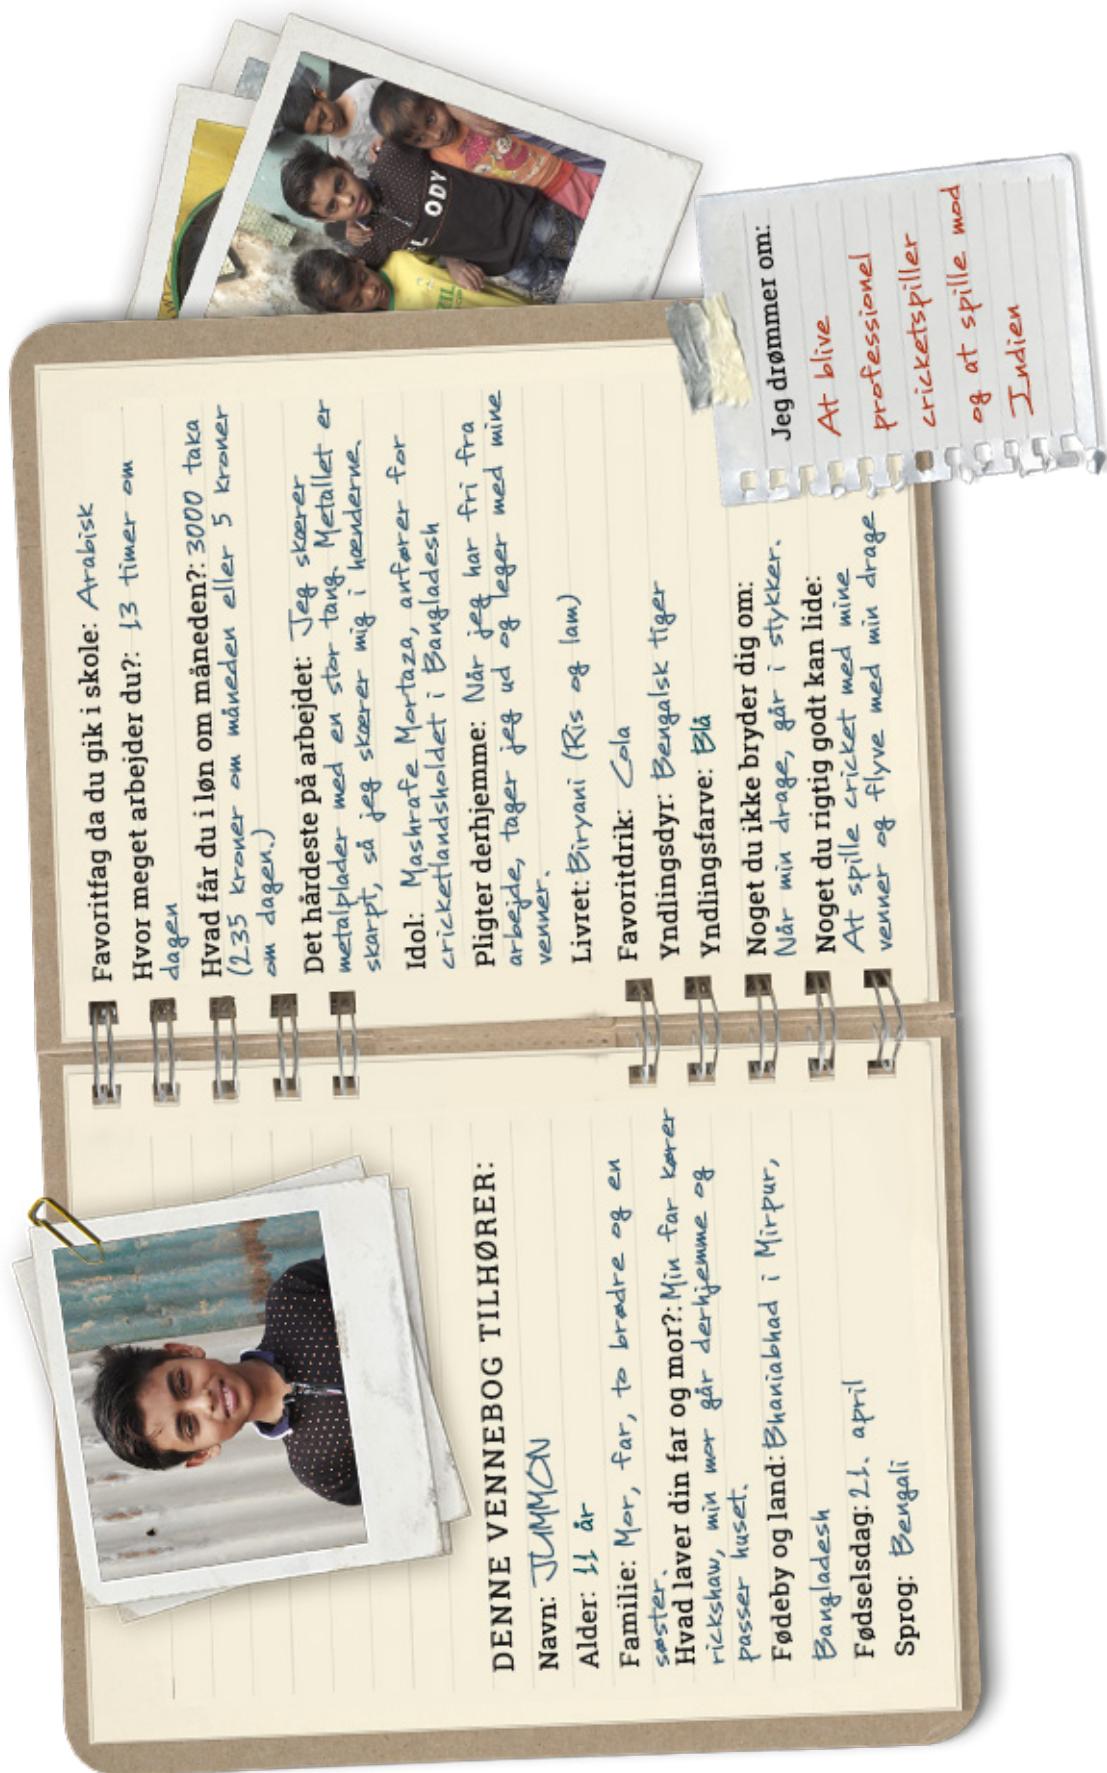 DENNE VENNEBOG TILHØRER:
Navn: JUMMON
Alder: 11 år
Familie: Mor, far, to brødre og en
søster.
Hvad laver din far og mor?: Min far kører
rickshaw, min mor går derhjemme og
passer huset.
Fødeby og land: Bhaniabhad i Mirpur,
Bangladesh
Fødselsdag: 21. april
Sprog: Bengali
Favoritfag da du gik i skole: Arabisk
Hvor meget arbejder du?: 13 timer om
dagen
Hvad får du i løn om måneden?: 3000 taka
(235 kroner om måneden eller 5 kroner
om dagen.)
Det hårdeste på arbejdet: Jeg skærer
metalplader med en stor tang. Metallet er
skarpt, så jeg skærer mig i hænderne.
Idol: Mashrafe Mortaza, anfører for
cricketlandsholdet i Bangladesh
Pligter derhjemme: Når jeg har fri fra
arbejde, tager jeg ud og leger med mine
venner.
Livret: Biryani (Ris og lam)
Favoritdrik: Cola
Yndlingsdyr: Bengalsk tiger
Yndlingsfarve: Blå
Noget du ikke bryder dig om:
Når min drage, går i stykker.
Noget du rigtig godt kan lide:
At spille cricket med mine
venner og flyve med min drage
Jeg drømmer om:
At blive
professionel
cricketspiller
og at spille mod
Indien
ODY